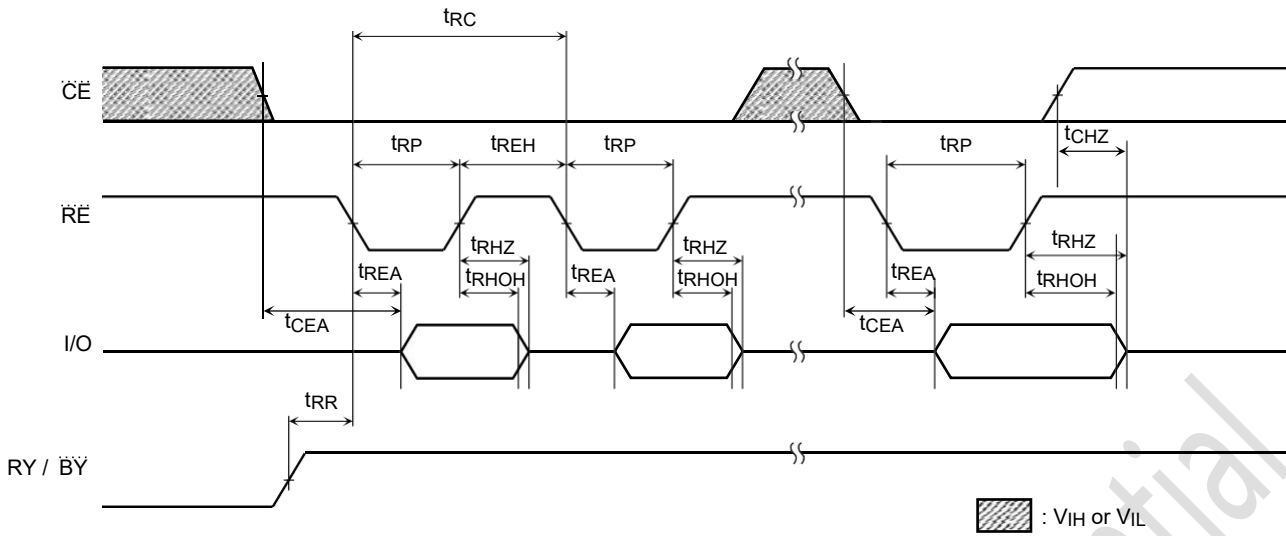 tRC
CE
tCHZ
tRP tREH tRP tRP
RE
tRHZ tRHZ tRHZ
tREA tRHOH tREA tRHOH tREA tRHOH
tCEA tCEA
I/O
tRR
RY / BY
: VIH or VIL